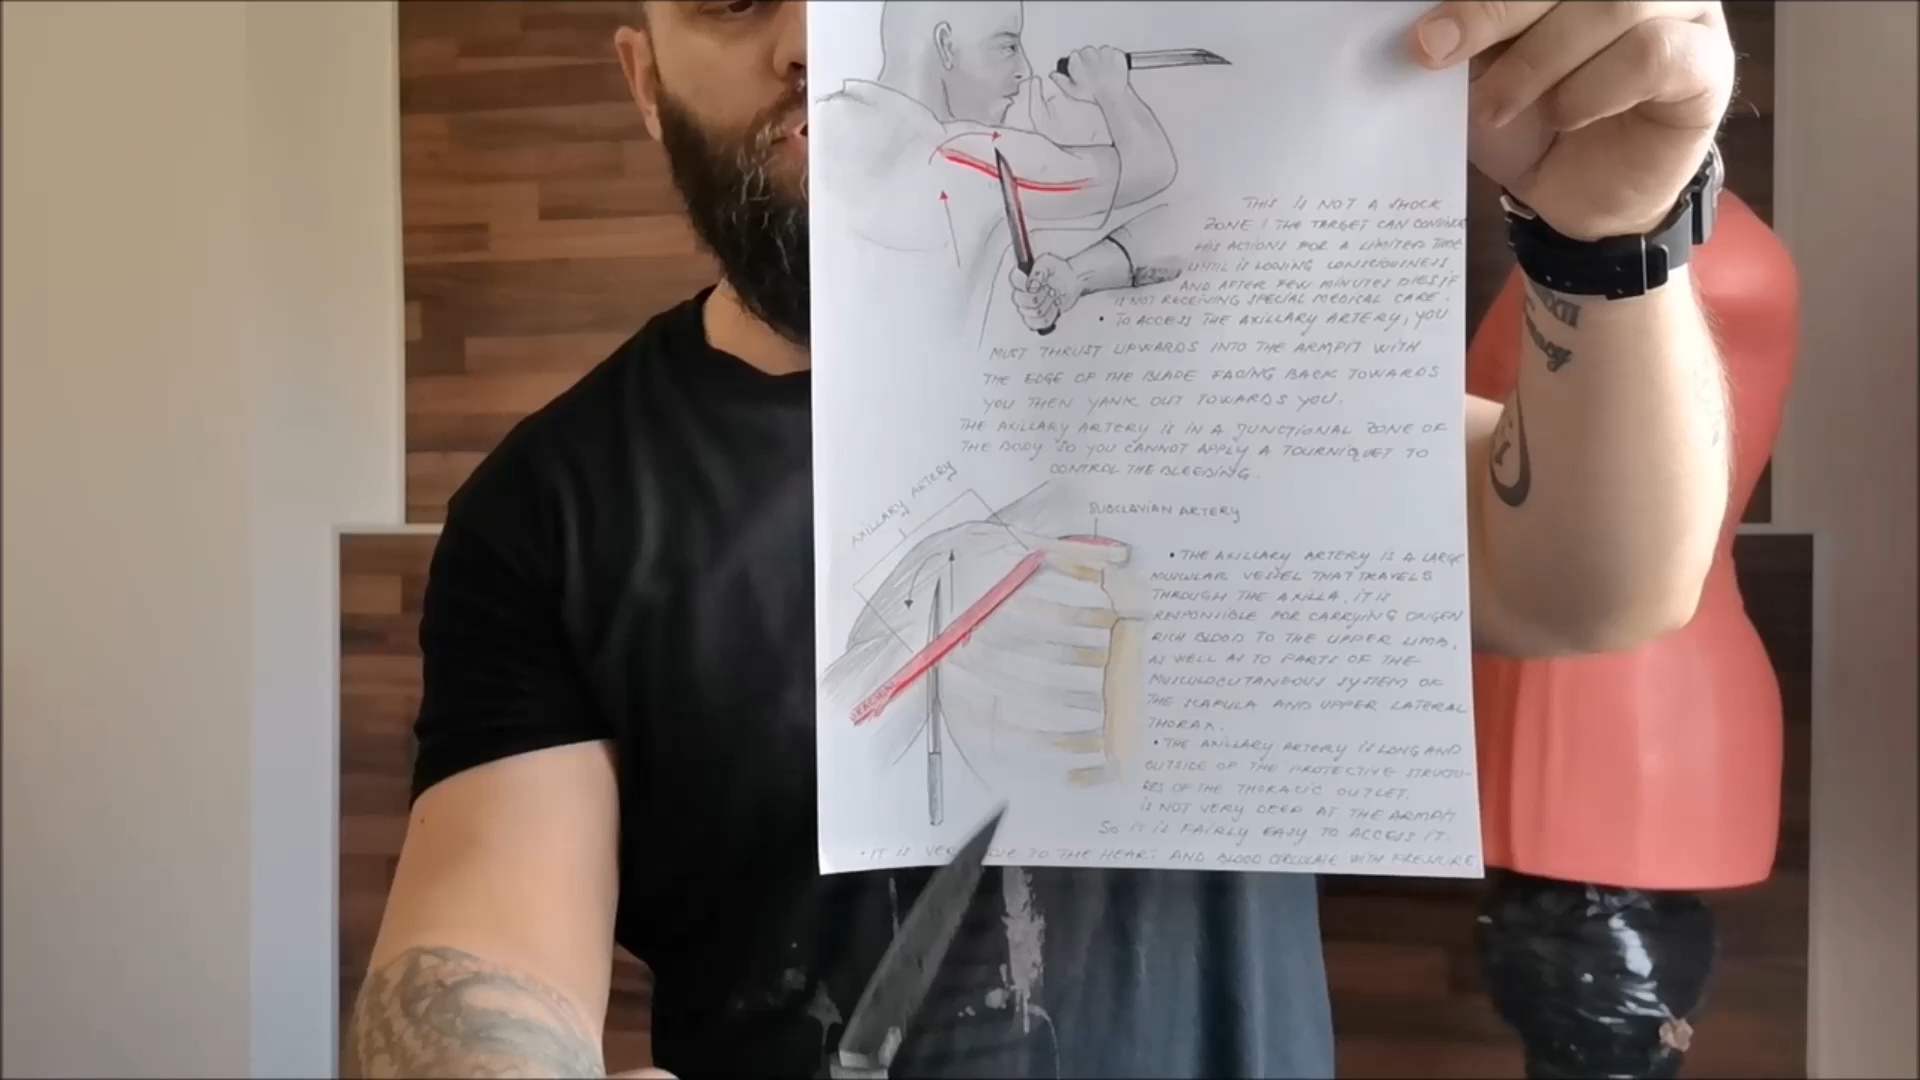 THIS IS NOT A SHOCK
ZONE! THE TARGET CAN CONTINUE
HIS ACTIONS FOR A LIMITED TIME
UNTIL IS LOOSING CONSCIOUSNESS
AND AFTER FEW MINUTES DIES IF
IS NOT RECEIVING SPECIAL MEDICAL CARE.
• TO ACCESS THE AXILLARY ARTERY, YOU
MUST THRUST UPWARDS INTO THE ARMPIT WITH
THE EDGE OF THE BLADE FACING BACK TOWARDS
YOU THEN YANK OUT TOWARDS YOU.
THE AXILLARY ARTERY IS IN A JUNCTIONAL ZONE OF
THE BODY SO YOU CANNOT APPLY A TOURNIQUET TO
CONTROL THE BLEEDING.
AXILLARY ARTERY
SUBCLAVIAN ARTERY
BRACHIAL
• THE AXILLARY ARTERY IS A LARGE
MUSCULAR VESSEL THAT TRAVELS
THROUGH THE AXILLA. IT IS
RESPONSIBLE FOR CARRYING OXIGEN
RICH BLOOD TO THE UPPER LIMB,
AS WELL AS TO PARTS OF THE
MUSCULOCUTANEOUS SYSTEM OF
THE SCAPULA AND UPPER LATERAL
THORAX.
• THE AXILLARY ARTERY IS LONG AND
OUTSIDE OF THE PROTECTIVE STRUCTU-
RES OF THE THORACIC OUTLET.
IS NOT VERY DEEP AT THE ARMPIT
SO IT IS FAIRLY EASY TO ACCESS IT.
• IT IS TO THE HEART AND BLOOD CIRCULATE WITH PRESSURE